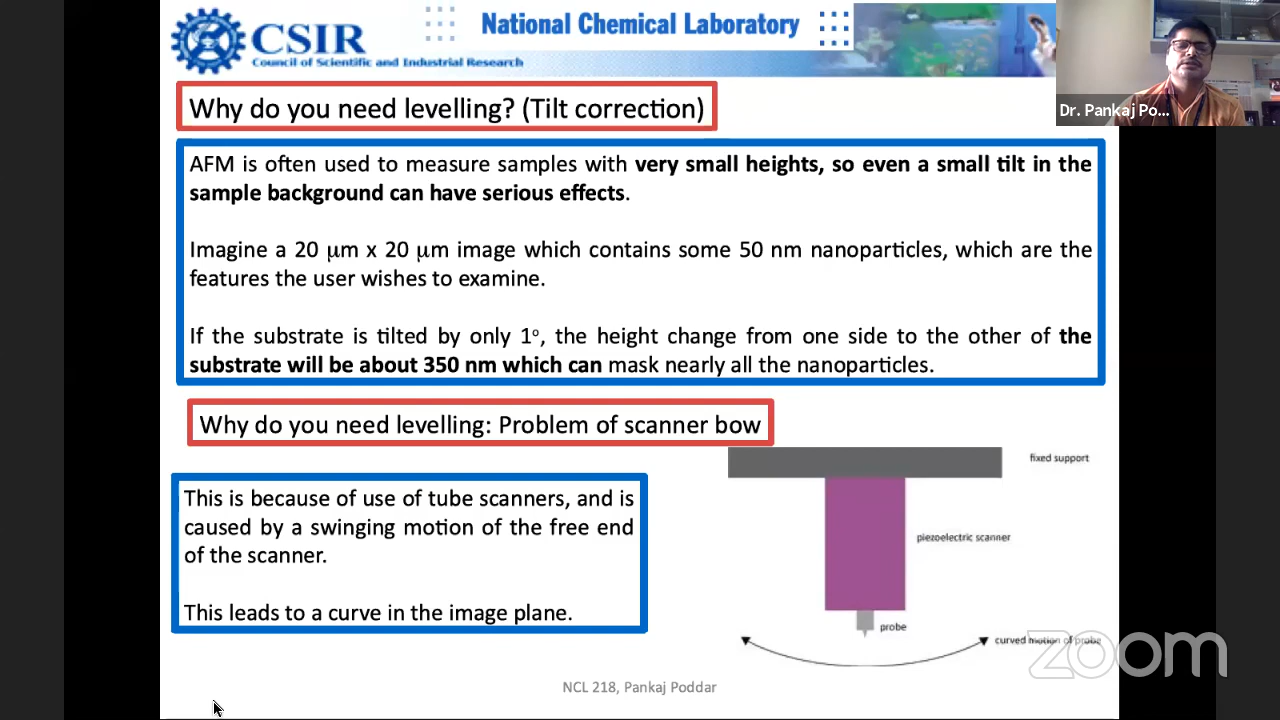 CSIR
Council of Scientific and Industrial Research
National Chemical Laboratory
Dr. Pankaj Po...
Why do you need levelling? (Tilt correction)
AFM is often used to measure samples with very small heights, so even a small tilt in the
sample background can have serious effects.
Imagine a 20 μm x 20 μm image which contains some 50 nm nanoparticles, which are the
features the user wishes to examine.
If the substrate is tilted by only 1º, the height change from one side to the other of the
substrate will be about 350 nm which can mask nearly all the nanoparticles.
Why do you need levelling: Problem of scanner bow
This is because of use of tube scanners, and is
caused by a swinging motion of the free end
of the scanner.
This leads to a curve in the image plane.
fixed support
piezoelectric scanner
probe
curved motion of probe
zoom
NCL 218, Pankaj Poddar